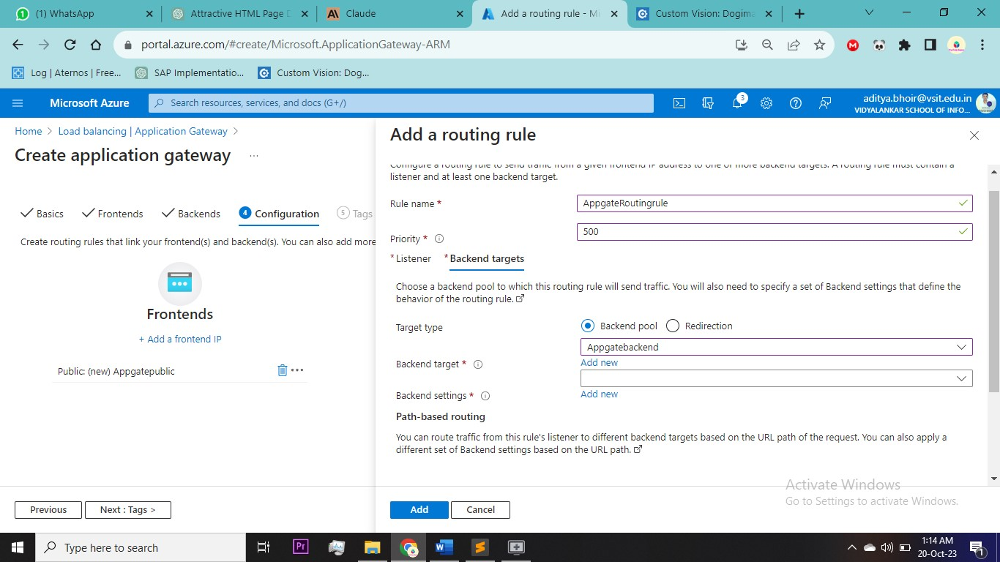 (1) WhatsApp
Attractive HTML Page D
Claude
Add a routing rule - Mi
Custom Vision: Dogima
portal.azure.com/#create/Microsoft.ApplicationGateway-ARM
Log | Aternos | Free...
SAP Implementatio...
Custom Vision: Dog...
Microsoft Azure
Search resources, services, and docs (G+/)
3
aditya.bhoir@vsit.edu.in
VIDYALANKAR SCHOOL OF INFO...
Home > Load balancing | Application Gateway >
Create application gateway ...
Basics
Frontends
Backends
4 Configuration
5 Tags
Create routing rules that link your frontend(s) and backend(s). You can also add more
Frontends
+ Add a frontend IP
Public: (new) Appgatepublic
Previous
Next : Tags >
Add a routing rule
Configure a routing rule to send traffic from a given frontend IP address to one or more backend targets. A routing rule must contain a
listener and at least one backend target.
Rule name *
AppgateRoutingrule
Priority *
500
* Listener
* Backend targets
Choose a backend pool to which this routing rule will send traffic. You will also need to specify a set of Backend settings that define the
behavior of the routing rule.
Target type
Backend pool
Redirection
Appgatebackend
Backend target *
Add new
Backend settings *
Add new
Path-based routing
You can route traffic from this rule's listener to different backend targets based on the URL path of the request. You can also apply a
different set of Backend settings based on the URL path.
Add
Cancel
Activate Windows
Go to Settings to activate Windows.
Type here to search
Pr
1:14 AM
20-Oct-23
1